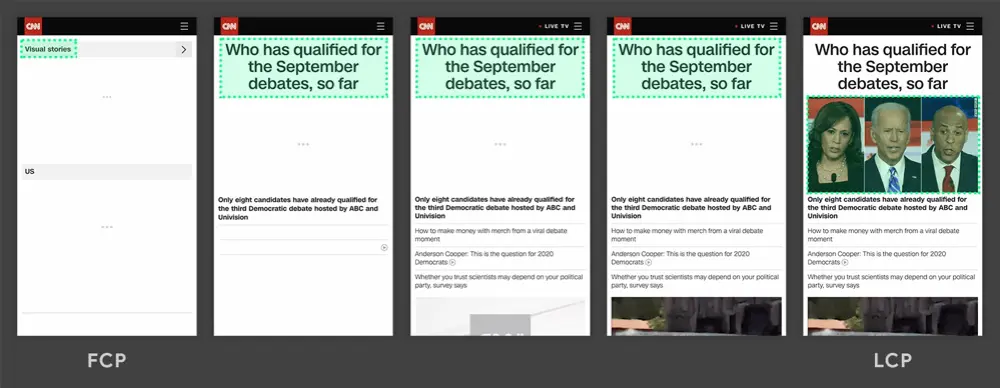 CNN
Visual stories
US
CNN
Who has qualified for
the September
debates, so far
Only eight candidates have already qualified for
the third Democratic debate hosted by ABC and
Univision
CNN
LIVE TV
Who has qualified for
the September
debates, so far
Only eight candidates have already qualified for
the third Democratic debate hosted by ABC and
Univision
How to make money with merch from a viral debate
moment
Anderson Cooper: This is the question for 2020
Democrats
Whether you trust scientists may depend on your political
party, survey says
CNN
LIVE TV
Who has qualified for
the September
debates, so far
Only eight candidates have already qualified for
the third Democratic debate hosted by ABC and
Univision
How to make money with merch from a viral debate
moment
Anderson Cooper: This is the question for 2020
Democrats
Whether you trust scientists may depend on your political
party, survey says
CNN
LIVE TV
Who has qualified for
the September
debates, so far
Only eight candidates have already qualified for
the third Democratic debate hosted by ABC and
Univision
How to make money with merch from a viral debate
moment
Anderson Cooper: This is the question for 2020
Democrats
Whether you trust scientists may depend on your political
party, survey says
FCP
LCP